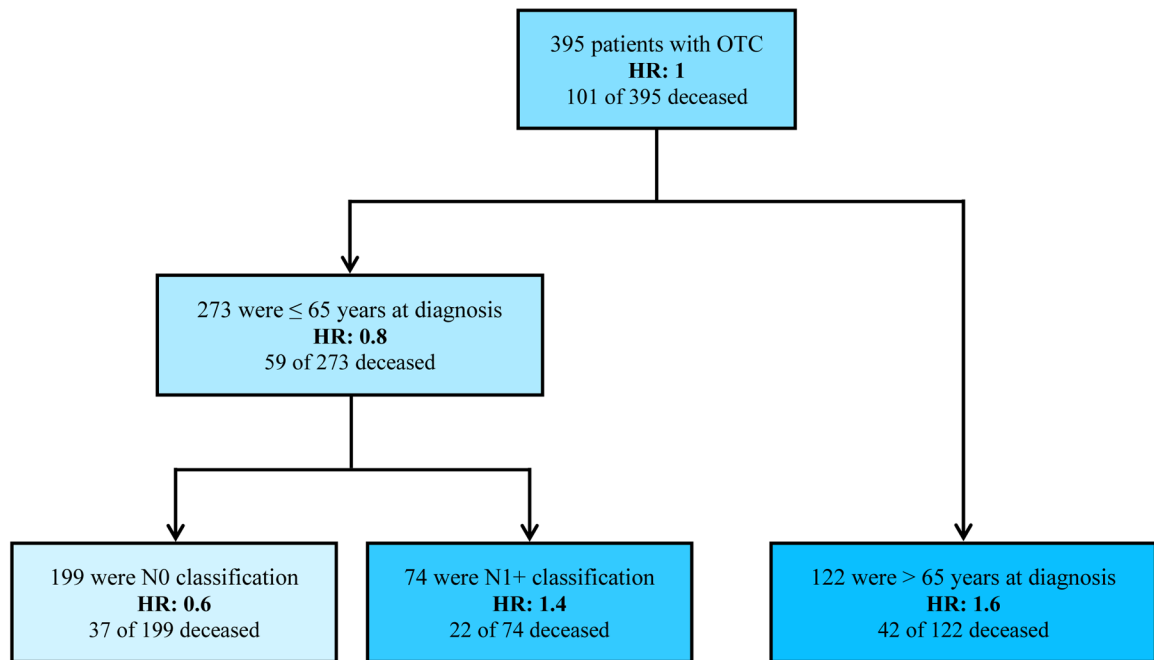 395 patients with OTC
HR: 1
101 of 395 deceased
273 were ≤ 65 years at diagnosis
HR: 0.8
59 of 273 deceased
199 were N0 classification
HR: 0.6
37 of 199 deceased
74 were N1+ classification
HR: 1.4
22 of 74 deceased
122 were > 65 years at diagnosis
HR: 1.6
42 of 122 deceased